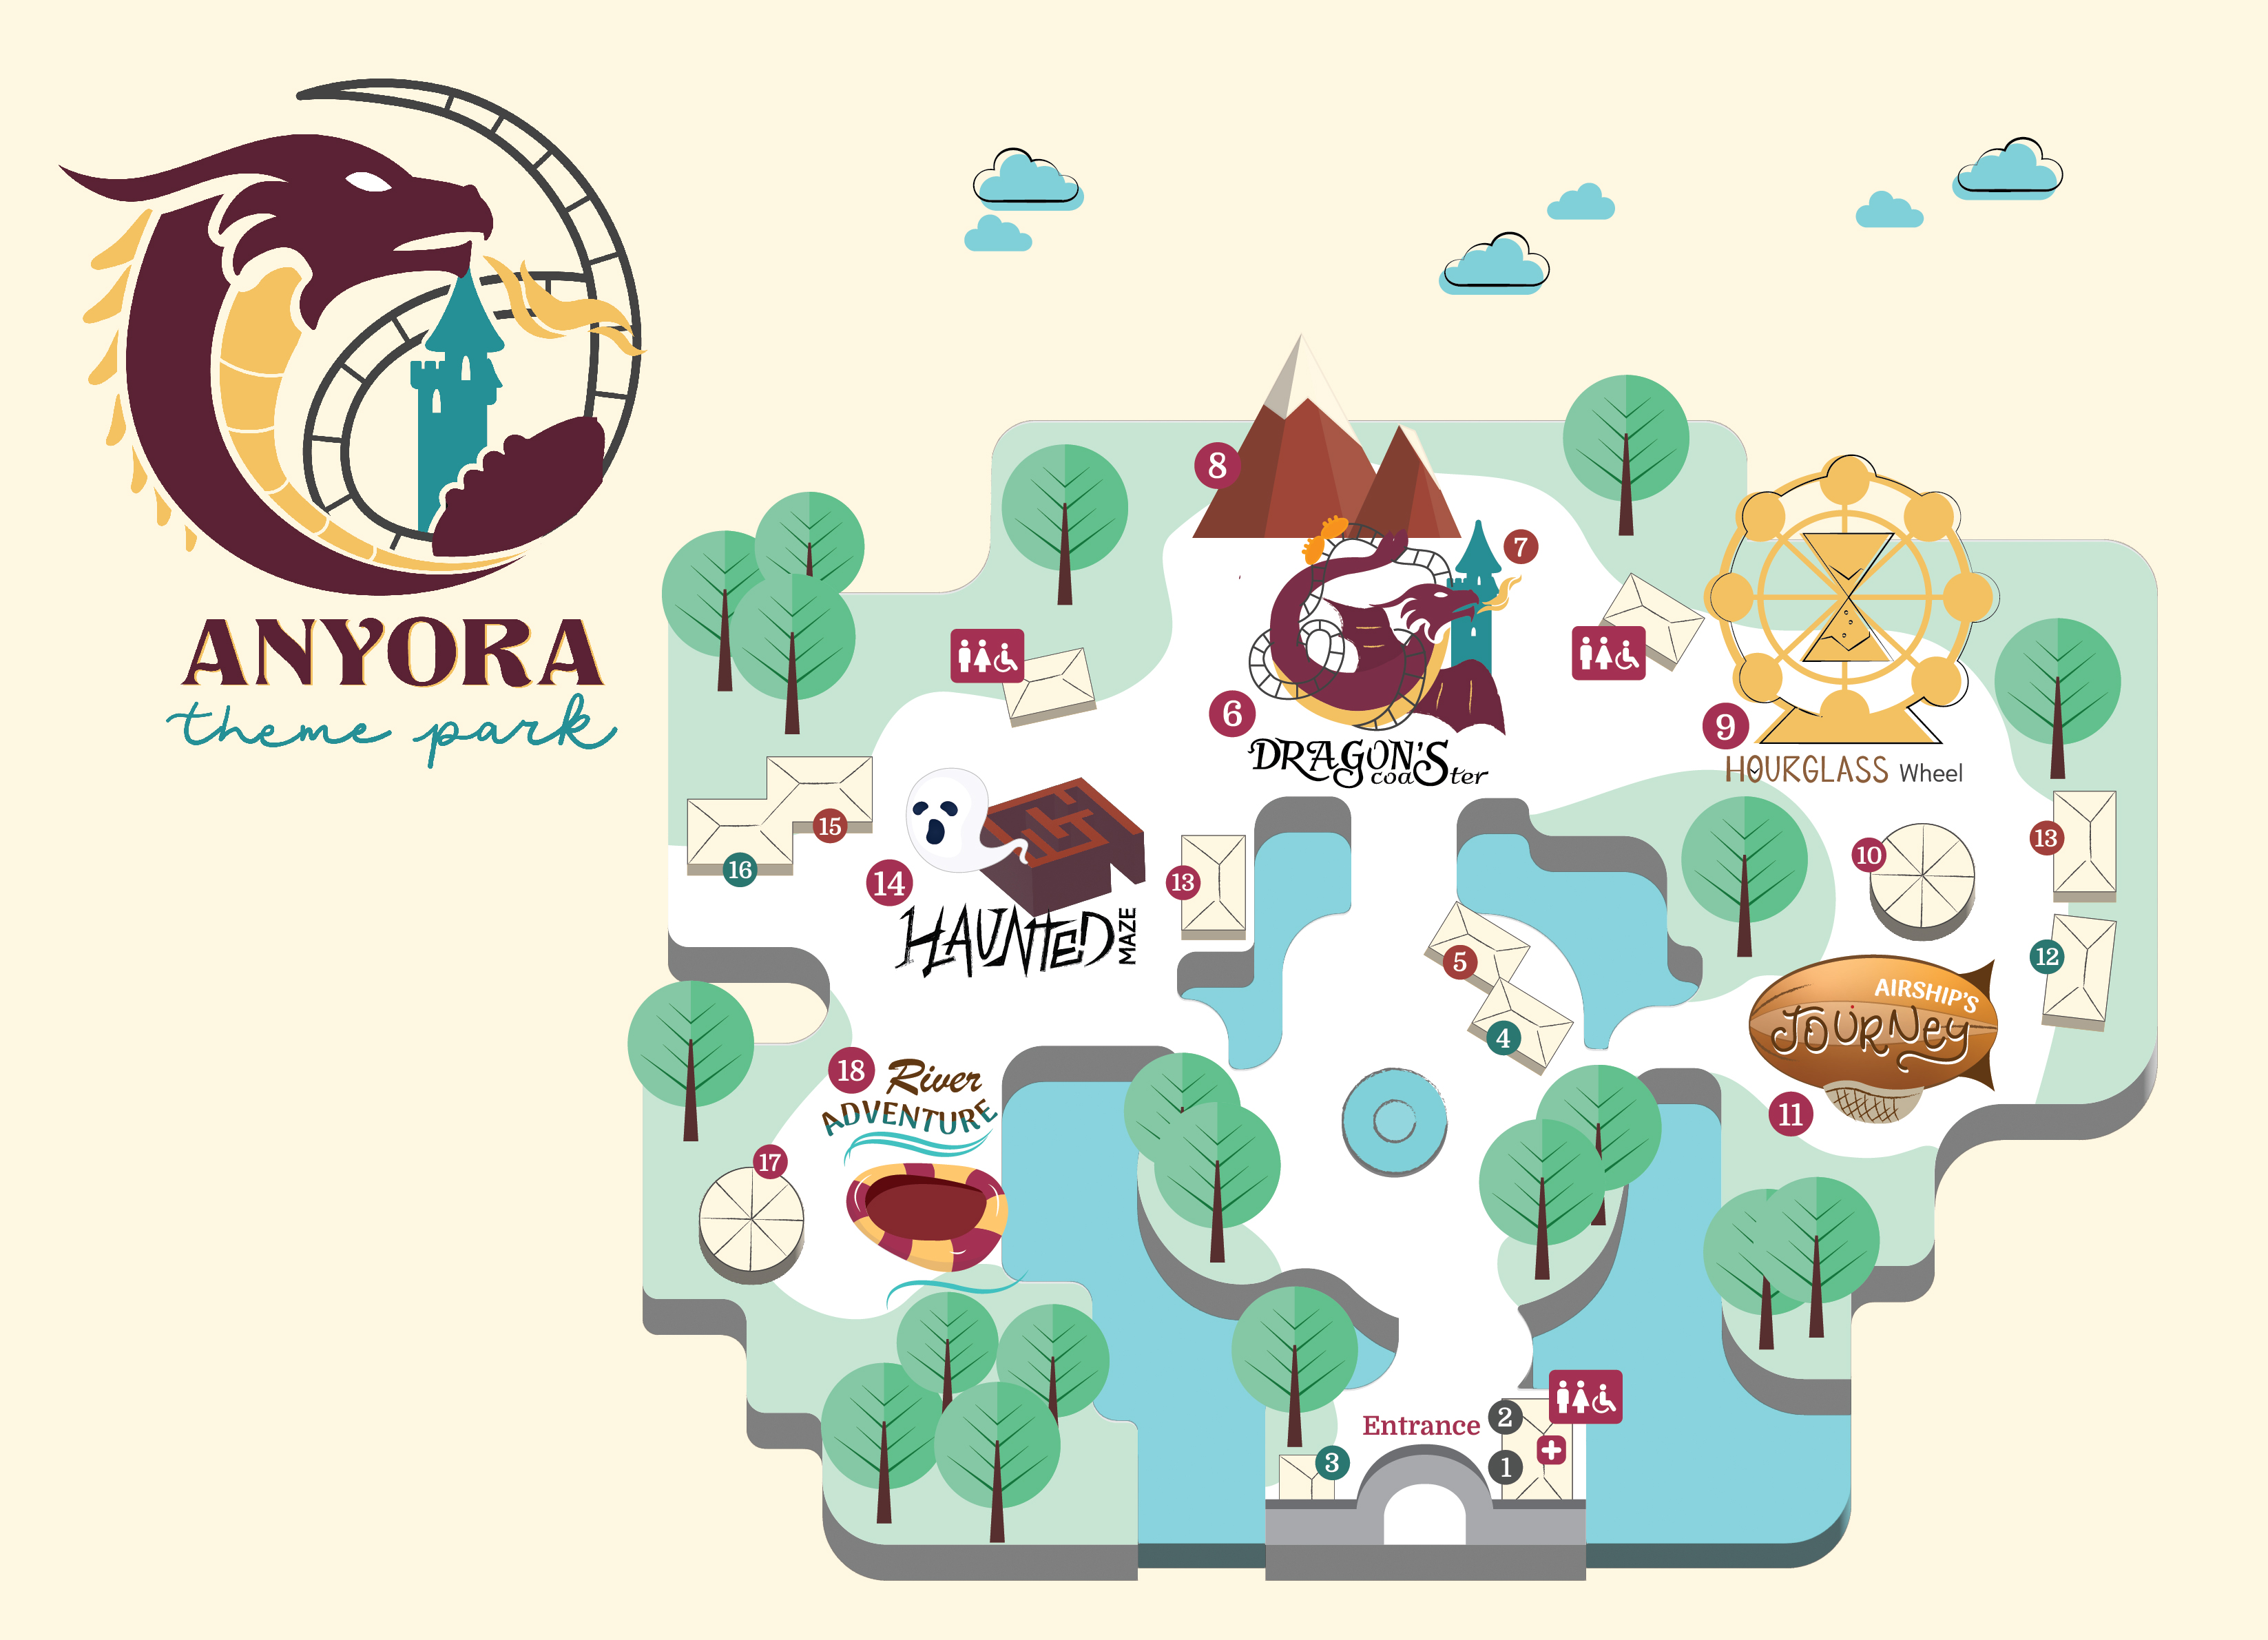 ANYORA
theme park
8
7
6
DRAGON'S
coaster
9
HOURGLASS Wheel
15
16
14
HAUNTED
MAZE
13
10
13
12
5
4
AIRSHIP'S
JOURNEY
11
18
River
ADVENTURE
17
Entrance
2
1
3